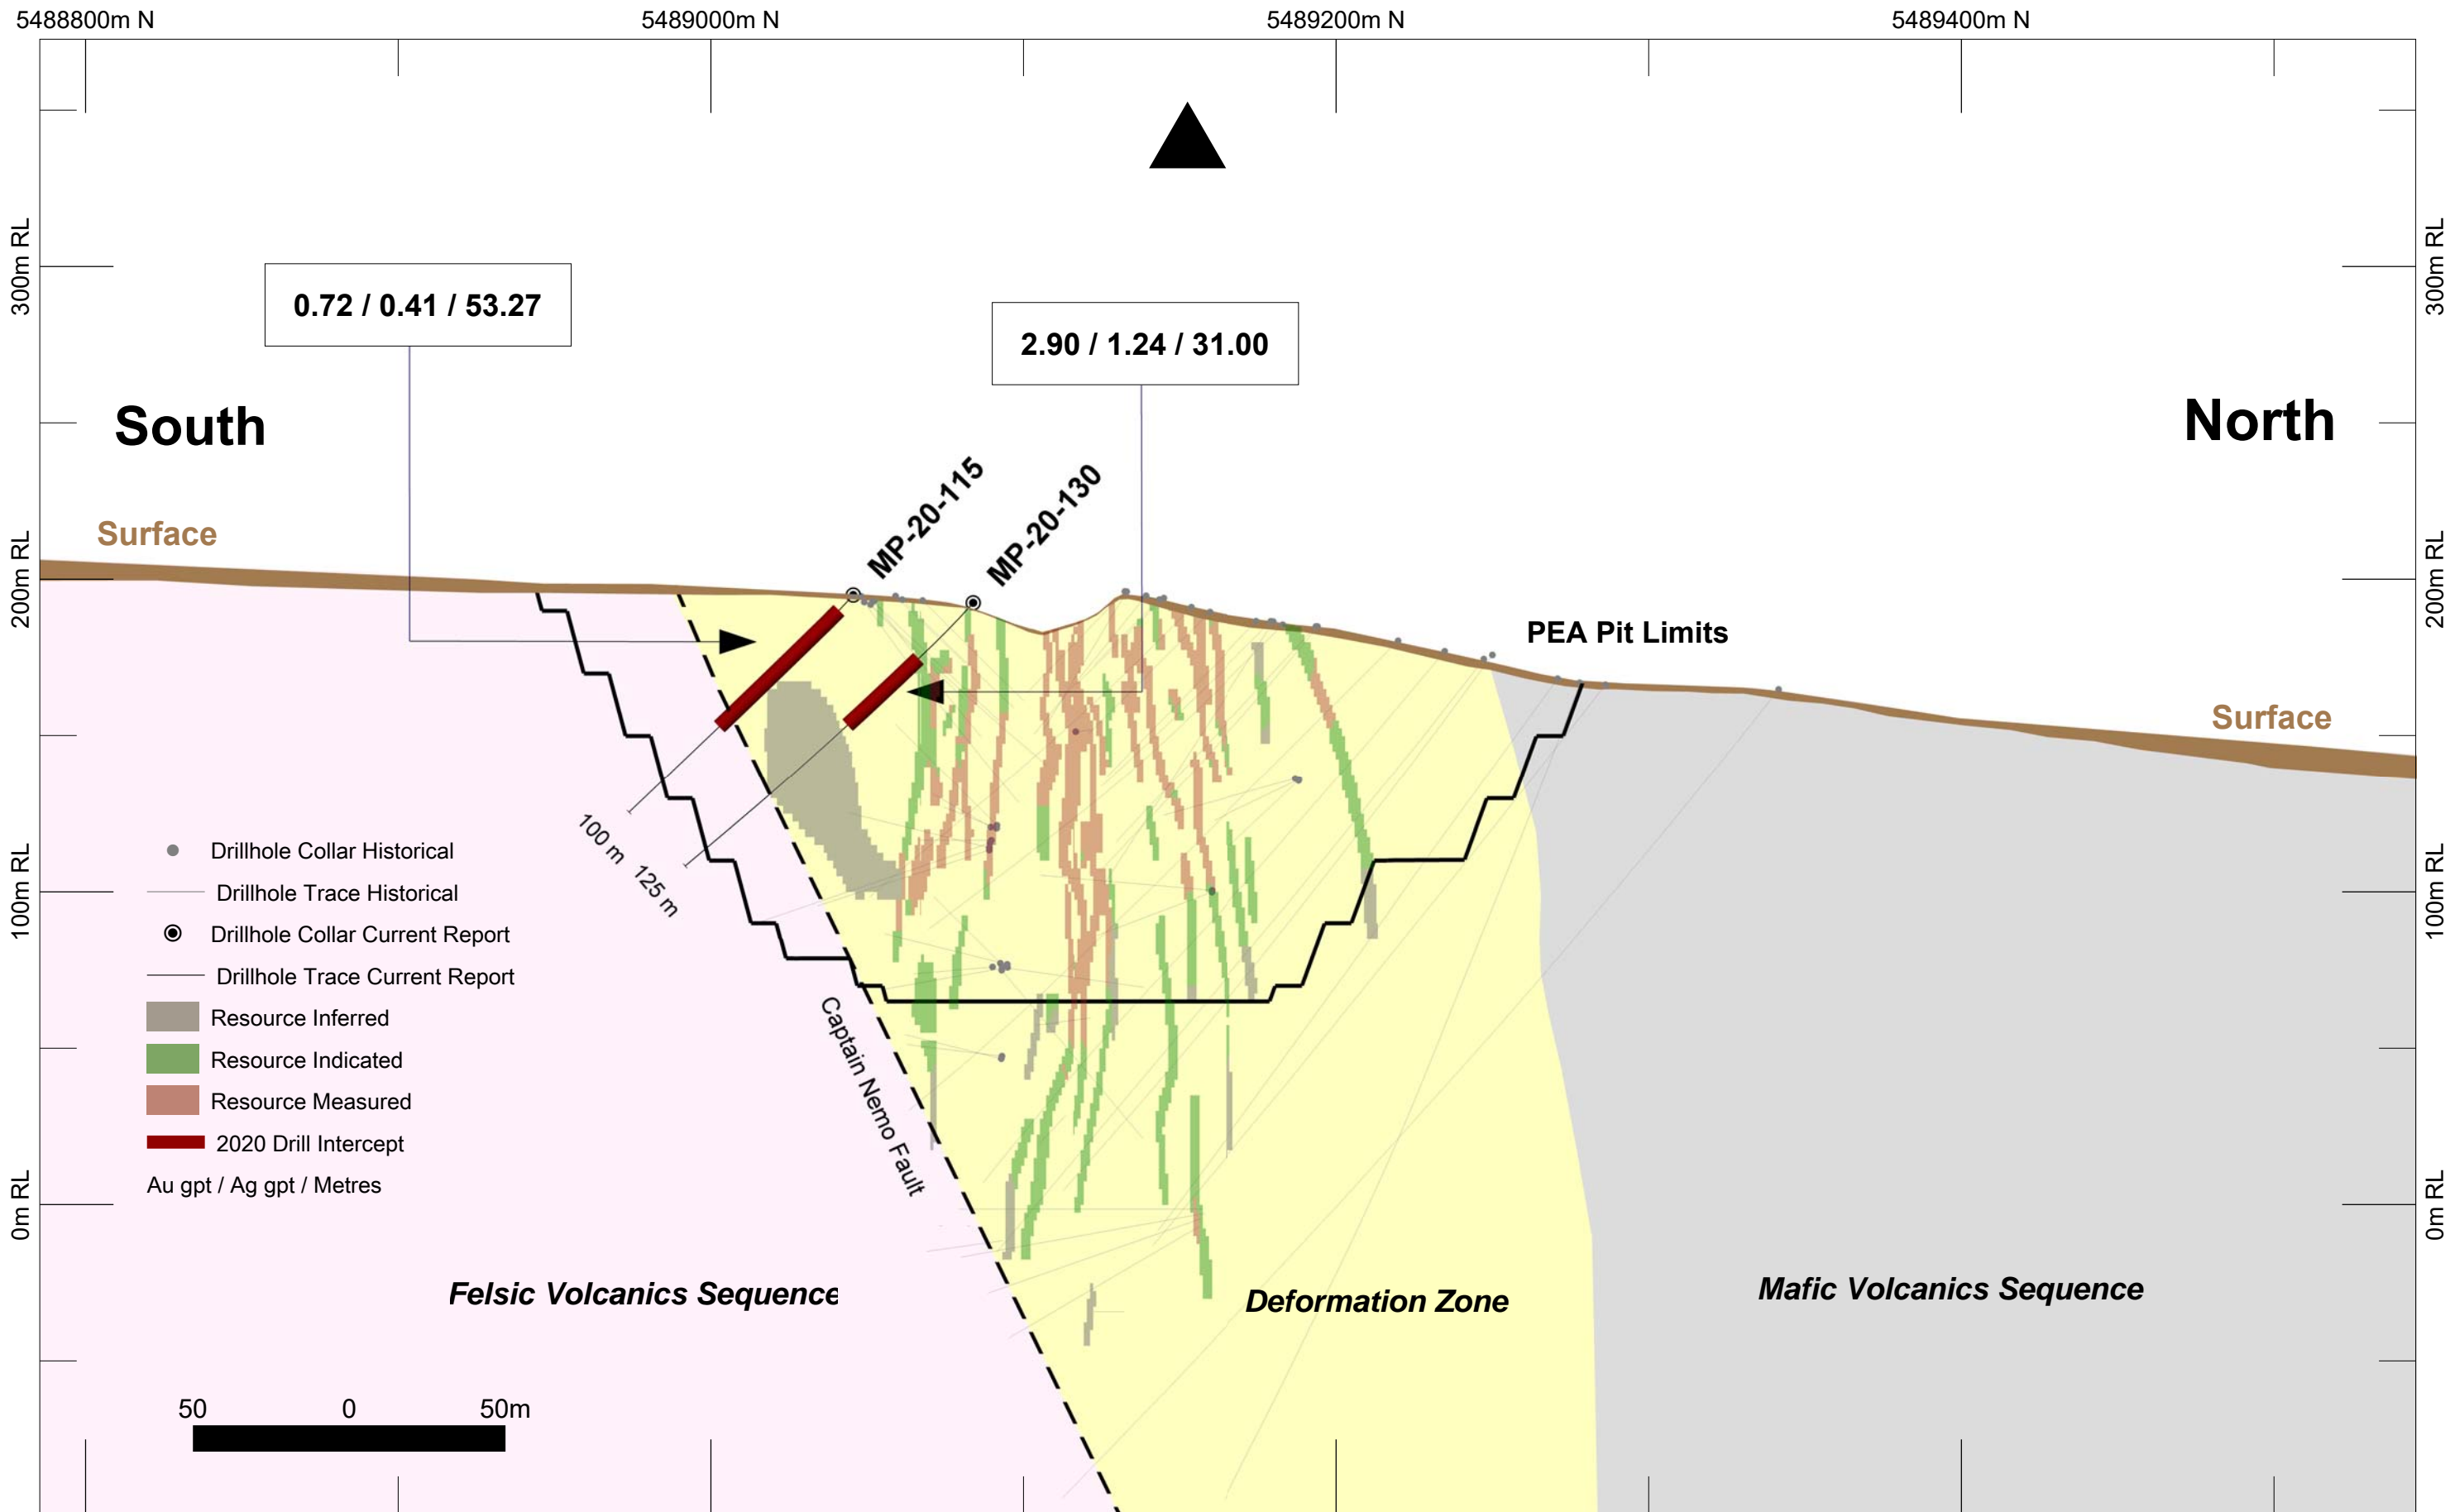 5488800m N
5489000m N
5489200m N
5489400m N
300m RL
300m RL
0.72 / 0.41 / 53.27
2.90 / 1.24 / 31.00
South
North
MP-20-115
MP-20-130
Surface
200m RL
200m RL
PEA Pit Limits
Surface
100 m
125 m
100m RL
100m RL
Drillhole Collar Historical
Drillhole Trace Historical
Drillhole Collar Current Report
Drillhole Trace Current Report
Resource Inferred
Resource Indicated
Resource Measured
2020 Drill Intercept
Au gpt / Ag gpt / Metres
Captain Nemo Fault
0m RL
0m RL
Felsic Volcanics Sequence
Deformation Zone
Mafic Volcanics Sequence
50 0 50m